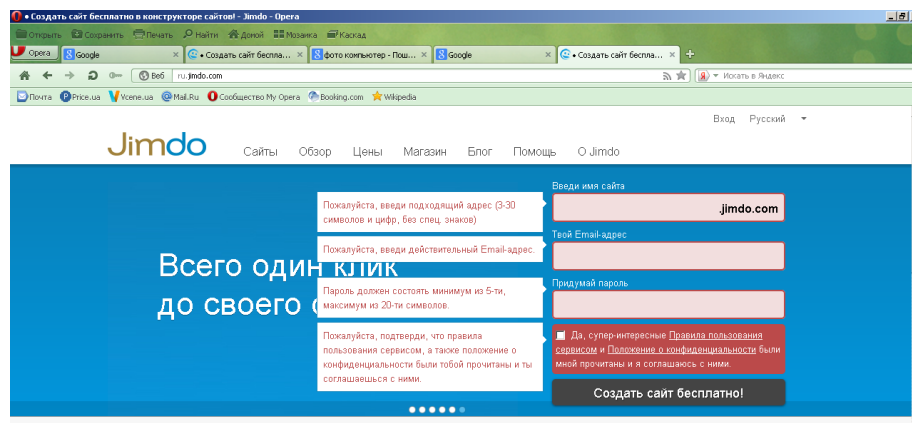 • Создать сайт бесплатно в конструкторе сайтов! - Jimdo - Opera
Открыть Сохранить Печать Найти Домой Мозаика Каскад
Opera Google • Создать сайт беспла... фото компьютер - Пош... Google • Создать сайт беспла...
Веб ru.jimdo.com Искать в Яндекс
Почта Price.ua Vcene.ua Mail.Ru Сообщество My Opera Booking.com Wikipedia
Вход Русский
Jimdo Сайты Обзор Цены Магазин Блог Помощь О Jimdo
Введи имя сайта
Пожалуйста, введи подходящий адрес (3-30
символов и цифр, без спец. знаков)
.jimdo.com
Твой Email-адрес
Пожалуйста, введи действительный Email-адрес.
Всего один клик
до своего
Придумай пароль
Пароль должен состоять минимум из 5-ти,
максимум из 20-ти символов.
Пожалуйста, подтверди, что правила
пользования сервисом, а также положение о
конфиденциальности были тобой прочитаны и ты
соглашаешься с ними.
Да, супер-интересные Правила пользования
сервисом и Положение о конфиденциальности были
мной прочитаны и я соглашаюсь с ними.
Создать сайт бесплатно!